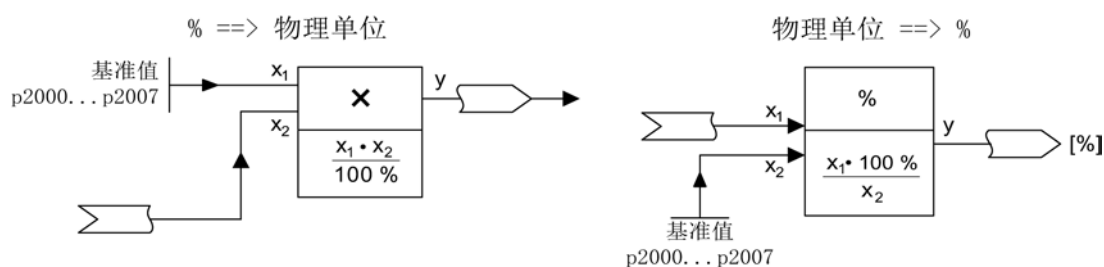 % ==> 物理单位
基准值
p2000...p2007
x1
x2
×
x1 • x2
100 %
y
物理单位 ==> %
x1
x2
基准值
p2000...p2007
%
x1 • 100 %
x2
y
[%]